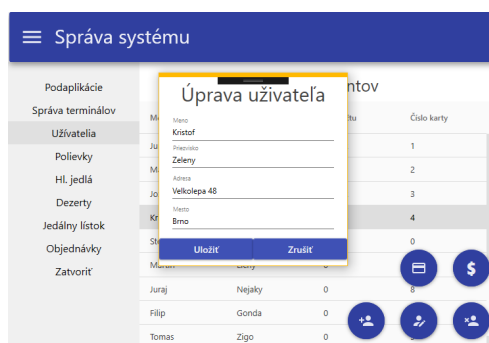 Správa systému
Podaplikácie
Správa terminálov
Užívatelia
Polievky
Hl. jedlá
Dezerty
Jedálny lístok
Objednávky
Zatvoriť
Úprava uživateľa
Meno
Kristof
Priezvisko
Zeleny
Adresa
Velkolepa 48
Mesto
Brno
Uložiť Zrušiť
Číslo karty
1
2
3
4
0
Juraj Nejaky 0 8
Filip Gonda 0
Tomas Zigo 0
$